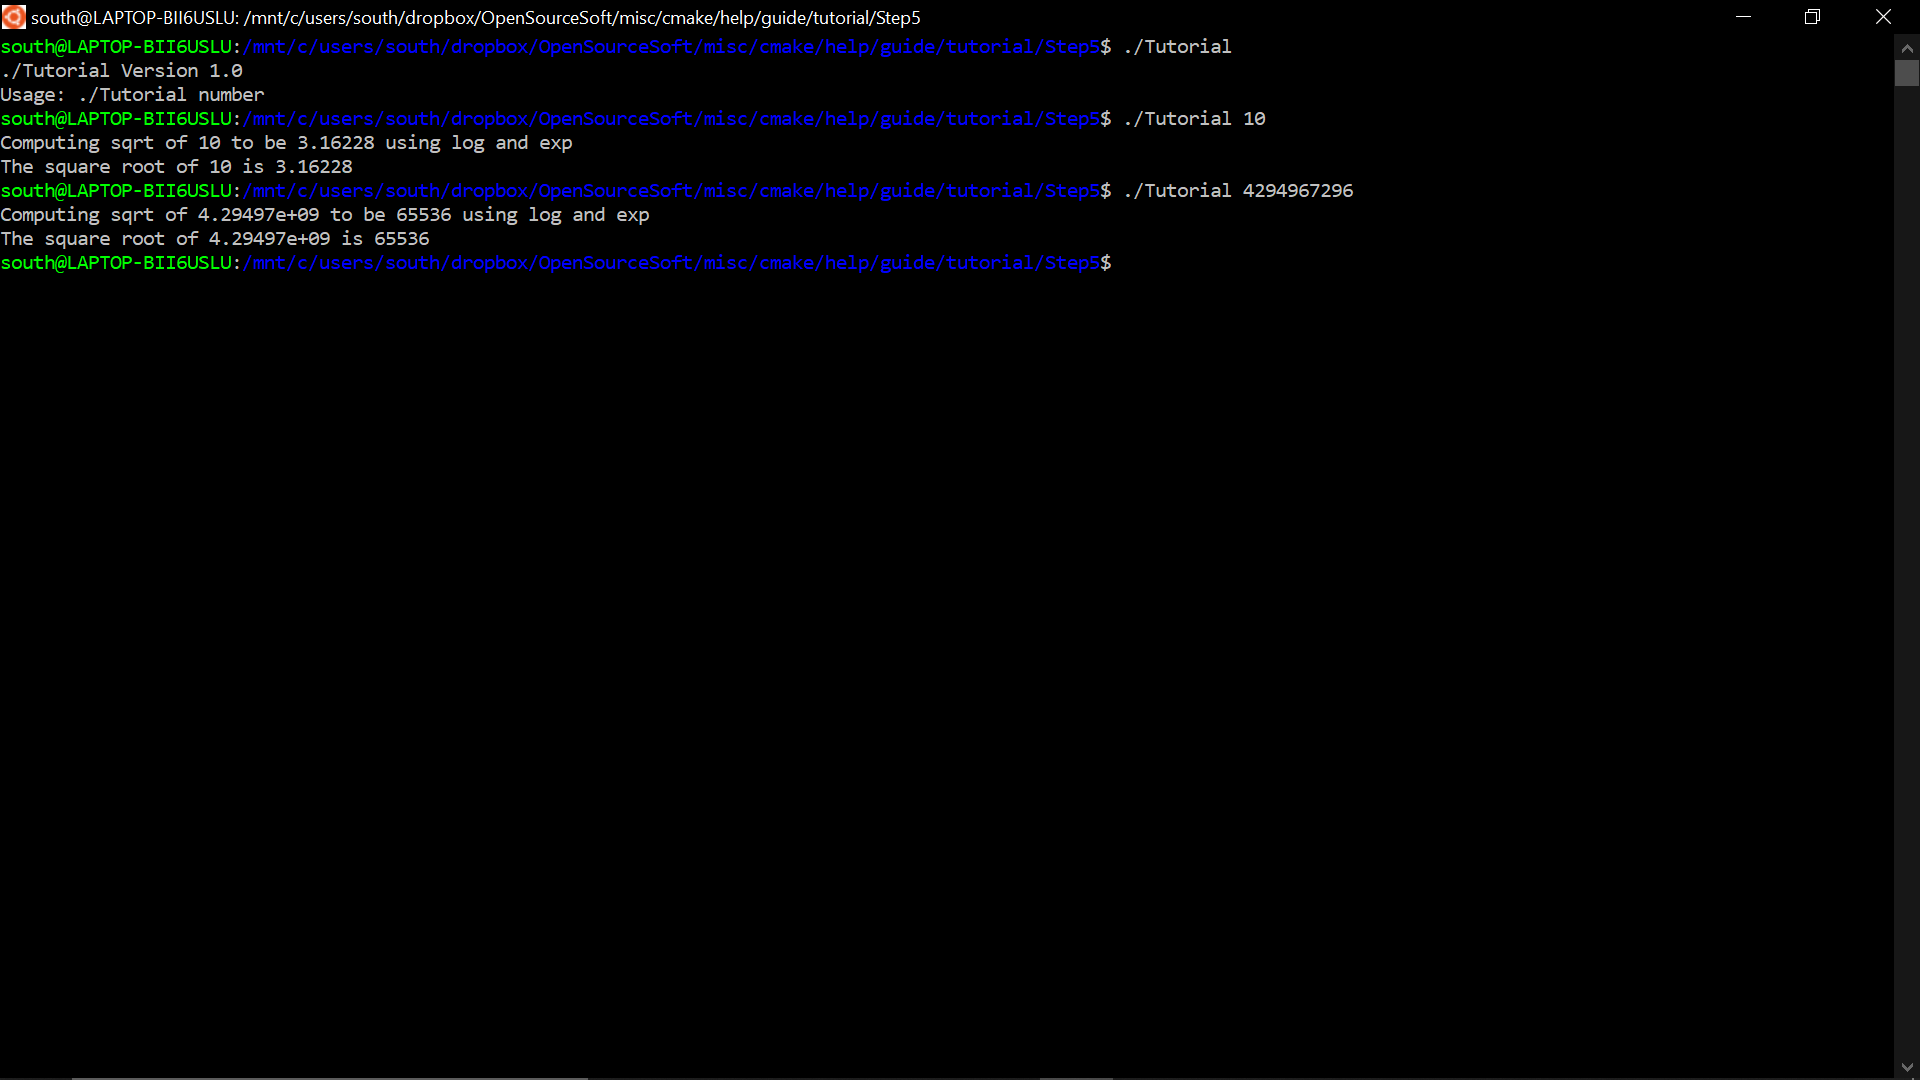 south@LAPTOP-BII6USLU: /mnt/c/users/south/dropbox/OpenSourceSoft/misc/cmake/help/guide/tutorial/Step5
south@LAPTOP-BII6USLU:/mnt/c/users/south/dropbox/OpenSourceSoft/misc/cmake/help/guide/tutorial/Step5$ ./Tutorial
./Tutorial Version 1.0
Usage: ./Tutorial number
south@LAPTOP-BII6USLU:/mnt/c/users/south/dropbox/OpenSourceSoft/misc/cmake/help/guide/tutorial/Step5$ ./Tutorial 10
Computing sqrt of 10 to be 3.16228 using log and exp
The square root of 10 is 3.16228
south@LAPTOP-BII6USLU:/mnt/c/users/south/dropbox/OpenSourceSoft/misc/cmake/help/guide/tutorial/Step5$ ./Tutorial 4294967296
Computing sqrt of 4.29497e+09 to be 65536 using log and exp
The square root of 4.29497e+09 is 65536
south@LAPTOP-BII6USLU:/mnt/c/users/south/dropbox/OpenSourceSoft/misc/cmake/help/guide/tutorial/Step5$